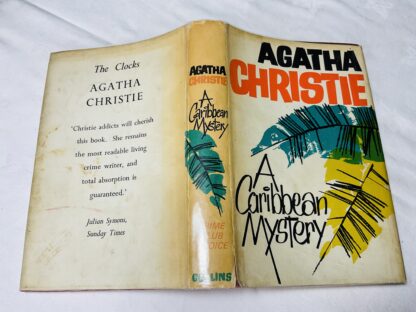 The Clocks
AGATHA
CHRISTIE
'Christie addicts will cherish
this book. She remains
the most readable living
crime writer, and
total absorption is
guaranteed.'
Julian Symons,
Sunday Times
AGATHA
CHRISTIE
A
Caribbean
Mystery
CRIME
CLUB
CHOICE
COLLINS
AGATHA
CHRISTIE
A
Caribbean
Mystery